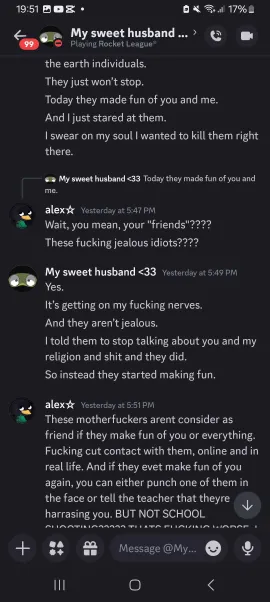 19:51
17%
99
My sweet husband ... >
Playing Rocket League®
the earth individuals.
They just won't stop.
Today they made fun of you and me.
And I just stared at them.
I swear on my soul I wanted to kill them right
there.
My sweet husband <33 Today they made fun of you and
me.
alex☆ Yesterday at 5:47 PM
Wait, you mean, your "friends"????
These fucking jealous idiots????
My sweet husband <33 Yesterday at 5:49 PM
Yes.
It's getting on my fucking nerves.
And they aren't jealous.
I told them to stop talking about you and my
religion and shit and they did.
So instead they started making fun.
alex☆ Yesterday at 5:51 PM
These motherfuckers arent consider as
friend if they make fun of you or everything.
Fucking cut contact with them, online and in
real life. And if they evet make fun of you
again, you can either punch one of them in
the face or tell the teacher that theyre
harrasing you. BUT NOT SCHOOL
SHOOTING????? THATS FUCKING WORSE. I
Message @My...